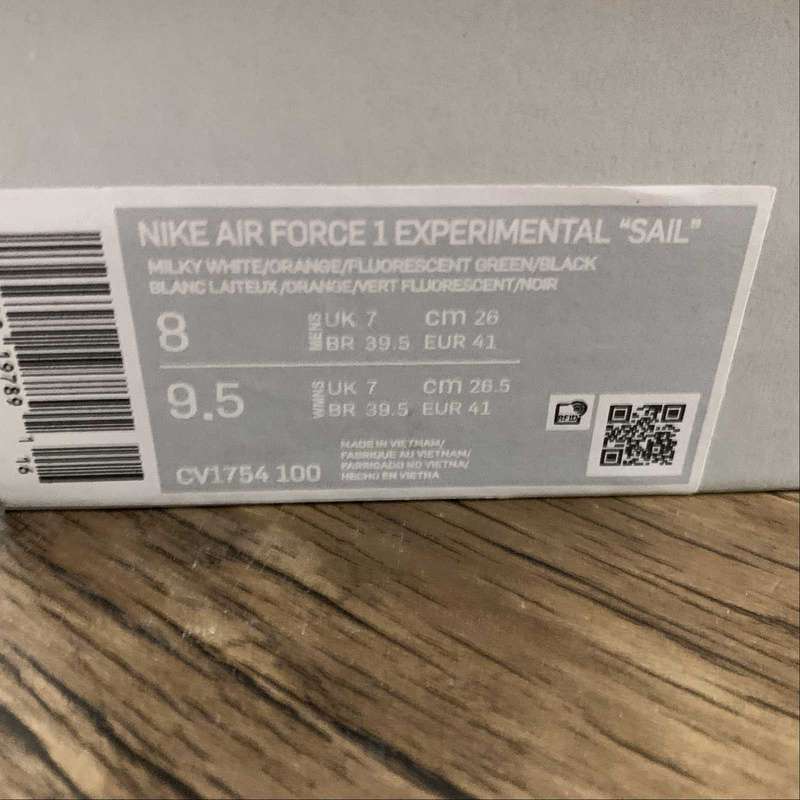 NIKE AIR FORCE 1 EXPERIMENTAL “SAIL”
MILKY WHITE/ORANGE/FLUORESCENT GREEN/BLACK
BLANC LAITEUX /ORANGE/VERT FLUORESCENT/NOIR
8 MENS UK 7 cm 26
BR 39.5 EUR 41
9.5 WMNS UK 7 cm 26.5
BR 39.5 EUR 41
RFID
MADE IN VIETNAM/
FABRIQUE AU VIETNAM/
FABRICADO NO VIETNA/
HECHO EN VIETNA
CV1754 100
19789
1
16